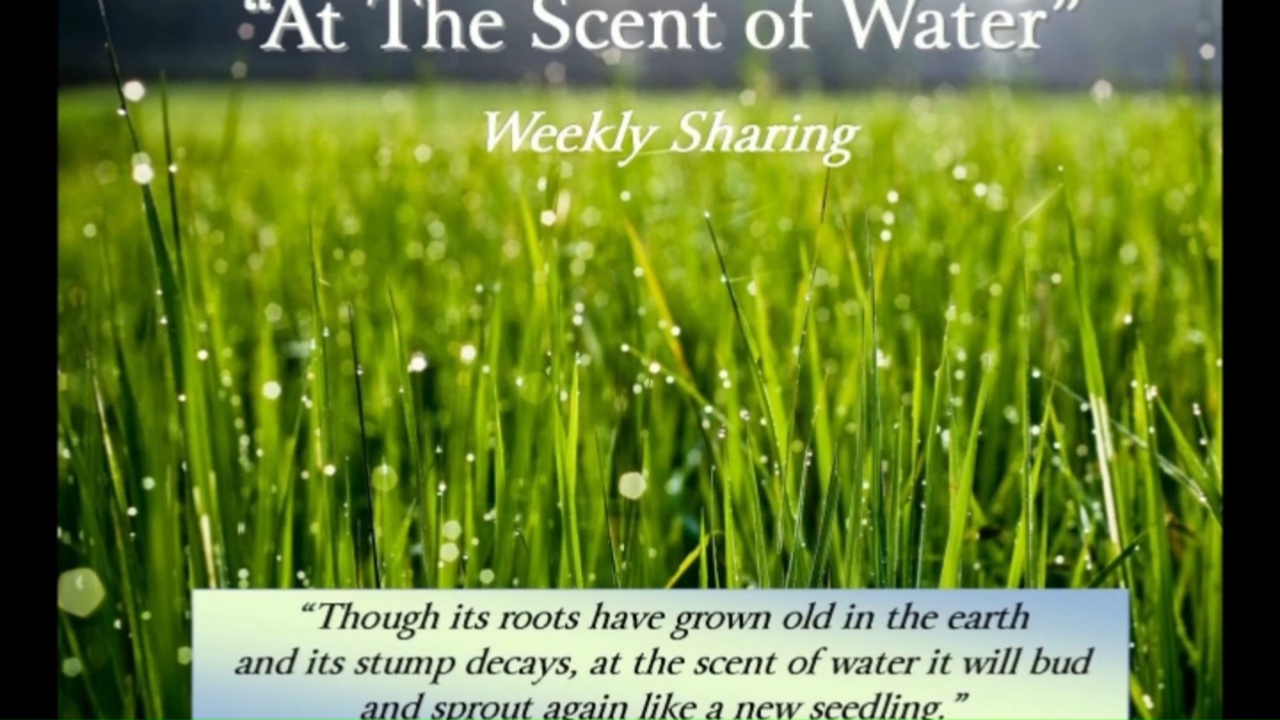 “At The Scent of Water”
Weekly Sharing
“Though its roots have grown old in the earth
and its stump decays, at the scent of water it will bud
and sprout again like a new seedling.”